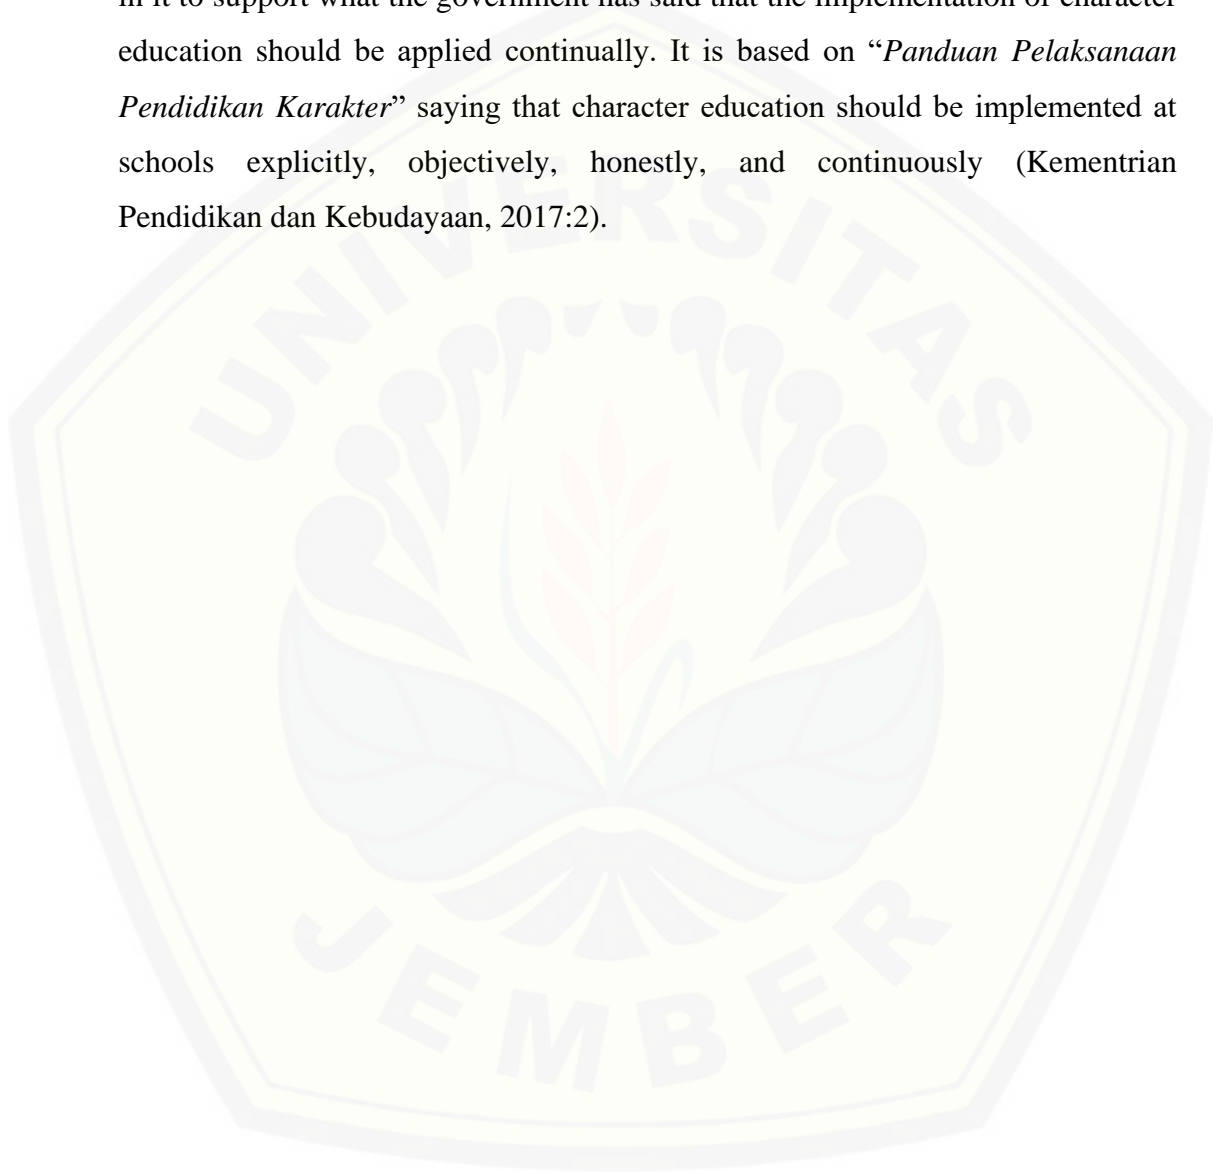 in it to support what the government has said that the implementation of character
education should be applied continually. It is based on “Panduan Pelaksanaan
Pendidikan Karakter” saying that character education should be implemented at
schools explicitly, objectively, honestly, and continuously (Kementrian
Pendidikan dan Kebudayaan, 2017:2).
UNIVERSITAS
JEMBER